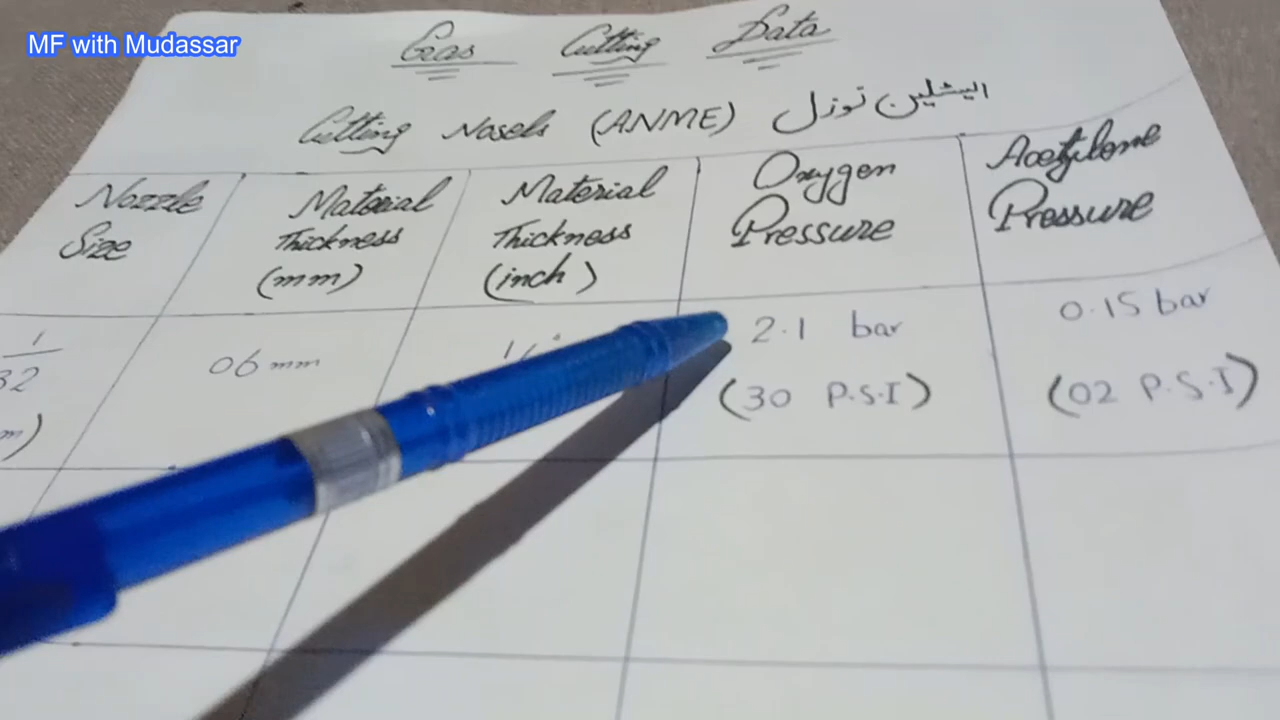 MF with Mudassar
Gas Cutting Data
Cutting Nosels (ANME) السٹلین نوزل
Nozzle Size
Material Thickness (mm)
Material Thickness (inch)
Oxygen Pressure
Acetylene Pressure
1
32
06 mm
2.1 bar
(30 P.S.I)
0.15 bar
(02 P.S.I)